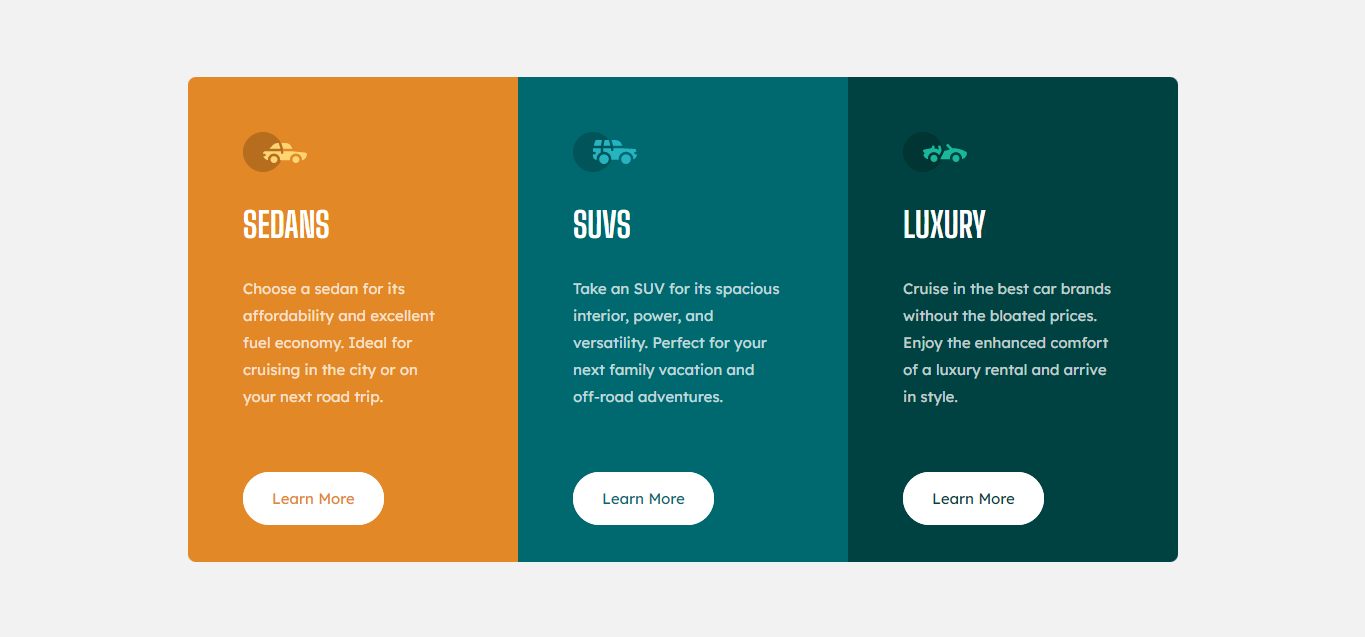 SEDANS
Choose a sedan for its
affordability and excellent
fuel economy. Ideal for
cruising in the city or on
your next road trip.
Learn More
SUVS
Take an SUV for its spacious
interior, power, and
versatility. Perfect for your
next family vacation and
off-road adventures.
Learn More
LUXURY
Cruise in the best car brands
without the bloated prices.
Enjoy the enhanced comfort
of a luxury rental and arrive
in style.
Learn More